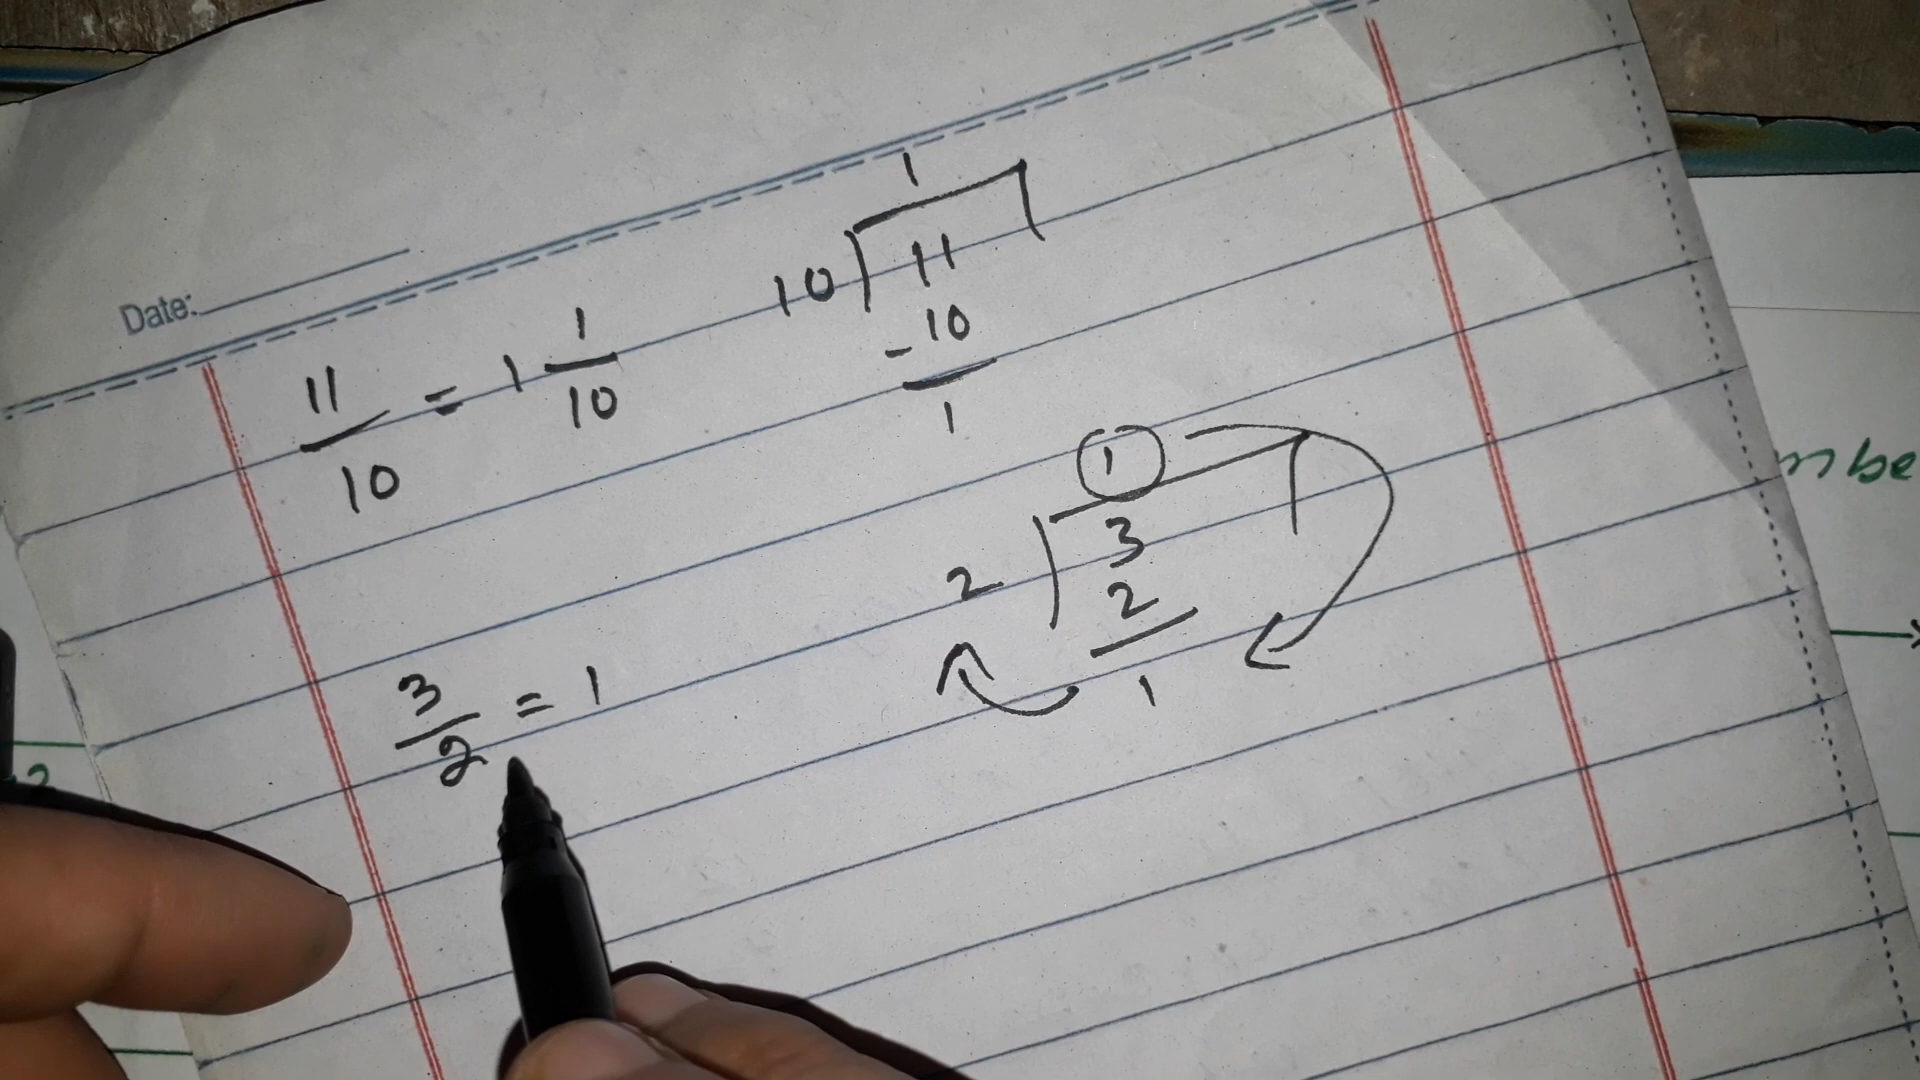 Date:
11/10 = 1 1/10
1
10 ) 11
- 10
1
1
2 ) 3
2
1
3/2 = 1
mbe
2